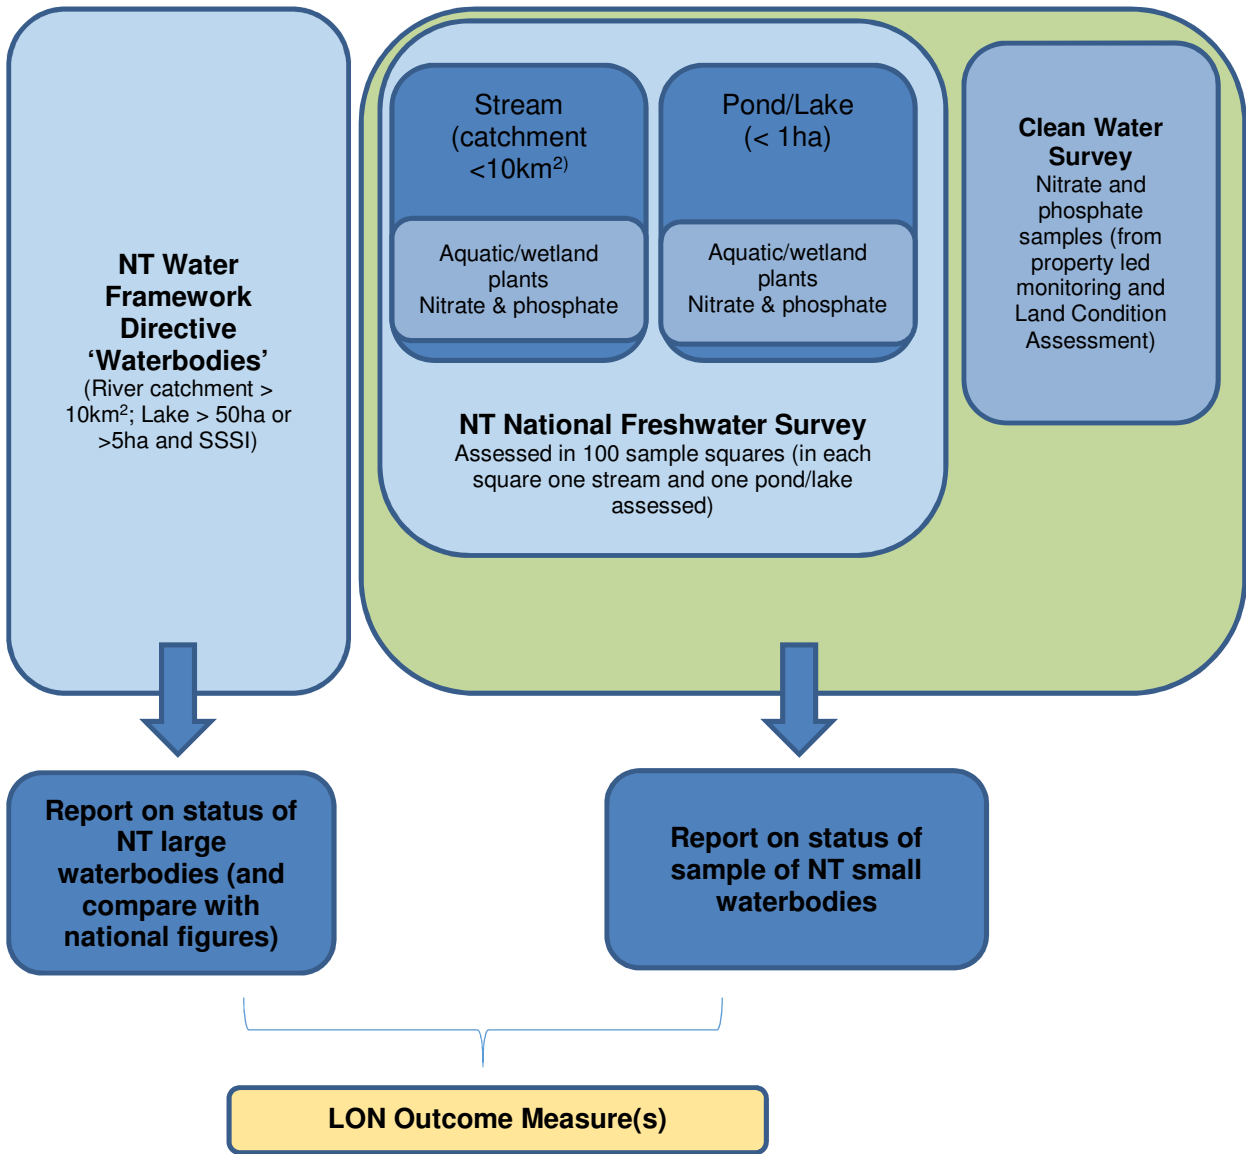 NT Water
Framework
Directive
‘Waterbodies’
(River catchment >
10km²; Lake > 50ha or
>5ha and SSSI)
Stream
(catchment
<10km²⁾
Aquatic/wetland
plants
Nitrate & phosphate
Pond/Lake
(< 1ha)
Aquatic/wetland
plants
Nitrate & phosphate
NT National Freshwater Survey
Assessed in 100 sample squares (in each
square one stream and one pond/lake
assessed)
Clean Water
Survey
Nitrate and
phosphate
samples (from
property led
monitoring and
Land Condition
Assessment)
Report on status of
NT large
waterbodies (and
compare with
national figures)
Report on status of
sample of NT small
waterbodies
LON Outcome Measure(s)